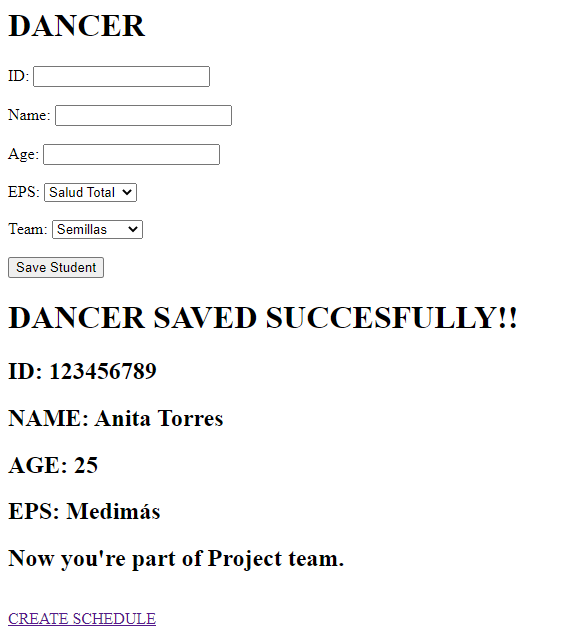 DANCER
ID:
Name:
Age:
EPS: Salud Total
Team: Semillas
Save Student
DANCER SAVED SUCCESFULLY!!
ID: 123456789
NAME: Anita Torres
AGE: 25
EPS: Medimás
Now you're part of Project team.
CREATE SCHEDULE